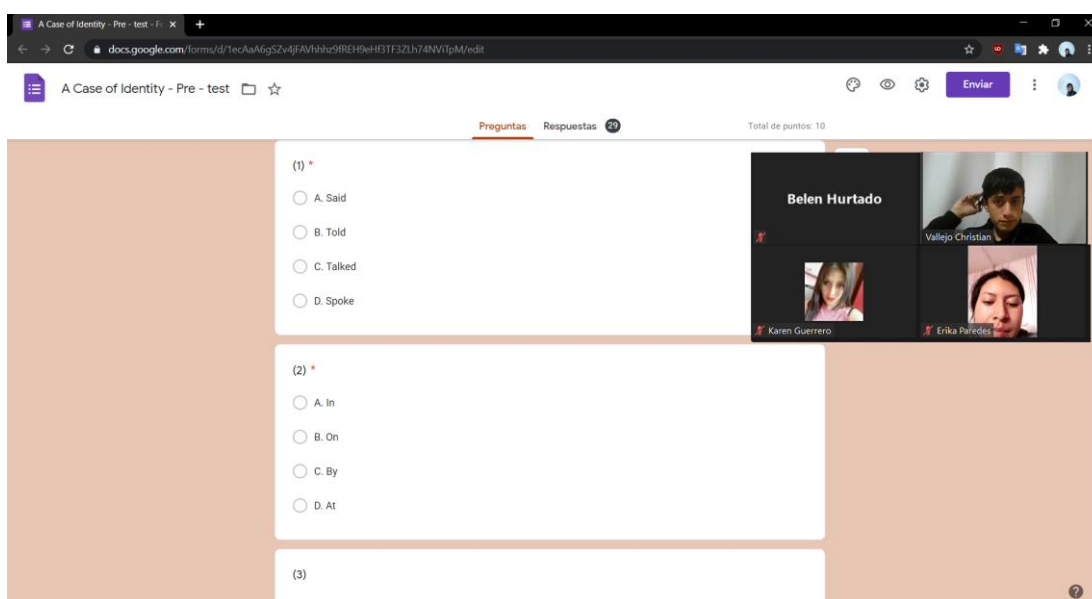 A Case of Identity - Pre - test - F
docs.google.com/forms/d/1ecAaA6gSZv4jFAVhhhz9fREH9eHf3TF3ZLh74NViTpM/edit
A Case of Identity - Pre - test
Enviar
Preguntas Respuestas 29 Total de puntos: 10
(1) *
A. Said
B. Told
C. Talked
D. Spoke
Belen Hurtado
Vallejo Christian
Karen Guerrero
Erika Paredes
(2) *
A. In
B. On
C. By
D. At
(3)